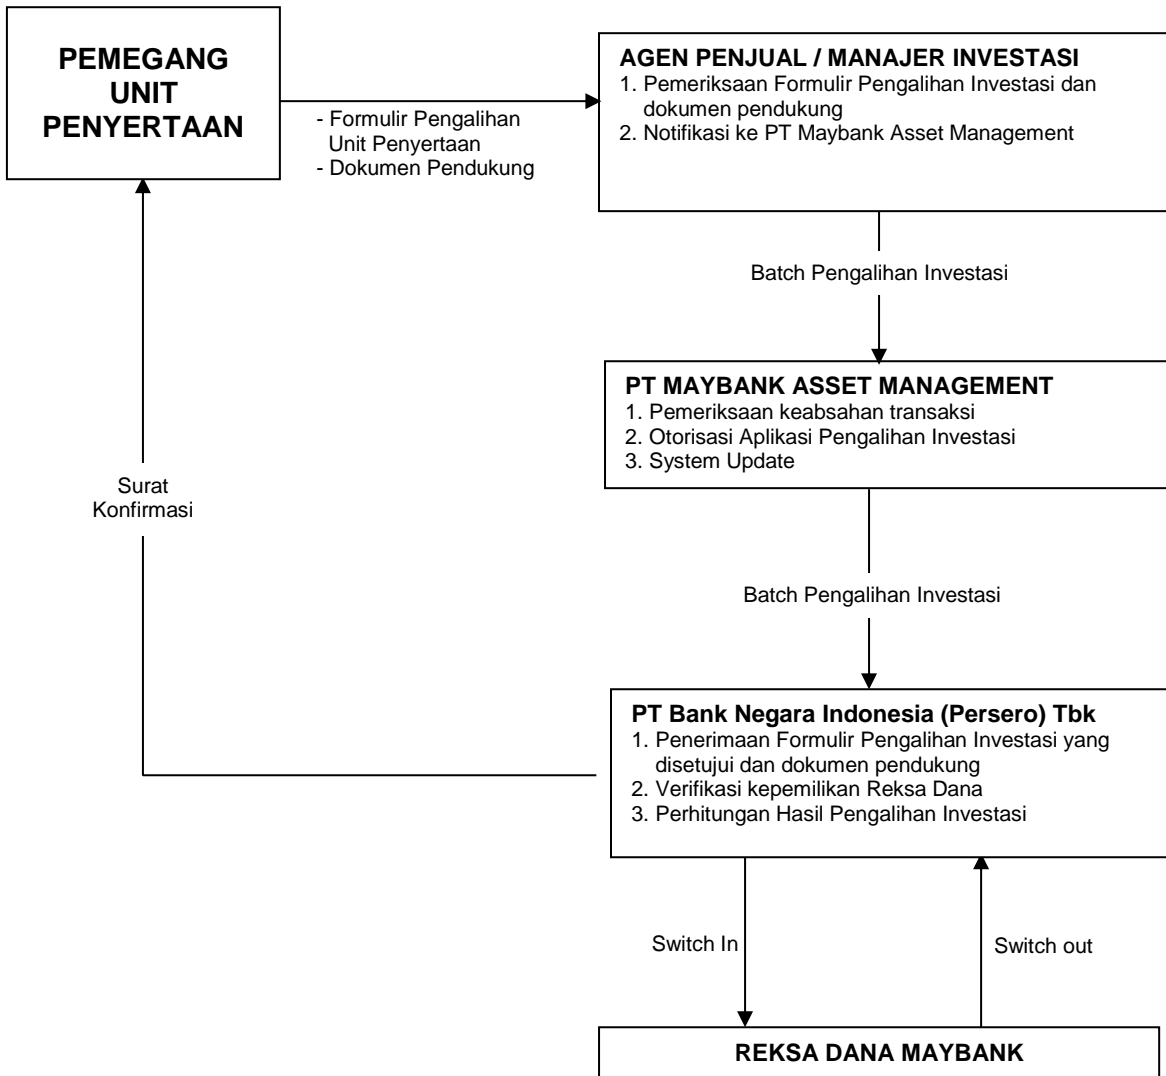 PEMEGANG
UNIT
PENYERTAAN
- Formulir Pengalihan
Unit Penyertaan
- Dokumen Pendukung
AGEN PENJUAL / MANAJER INVESTASI
1. Pemeriksaan Formulir Pengalihan Investasi dan
dokumen pendukung
2. Notifikasi ke PT Maybank Asset Management
Batch Pengalihan Investasi
PT MAYBANK ASSET MANAGEMENT
1. Pemeriksaan keabsahan transaksi
2. Otorisasi Aplikasi Pengalihan Investasi
3. System Update
Surat
Konfirmasi
Batch Pengalihan Investasi
PT Bank Negara Indonesia (Persero) Tbk
1. Penerimaan Formulir Pengalihan Investasi yang
disetujui dan dokumen pendukung
2. Verifikasi kepemilikan Reksa Dana
3. Perhitungan Hasil Pengalihan Investasi
Switch In
Switch out
REKSA DANA MAYBANK